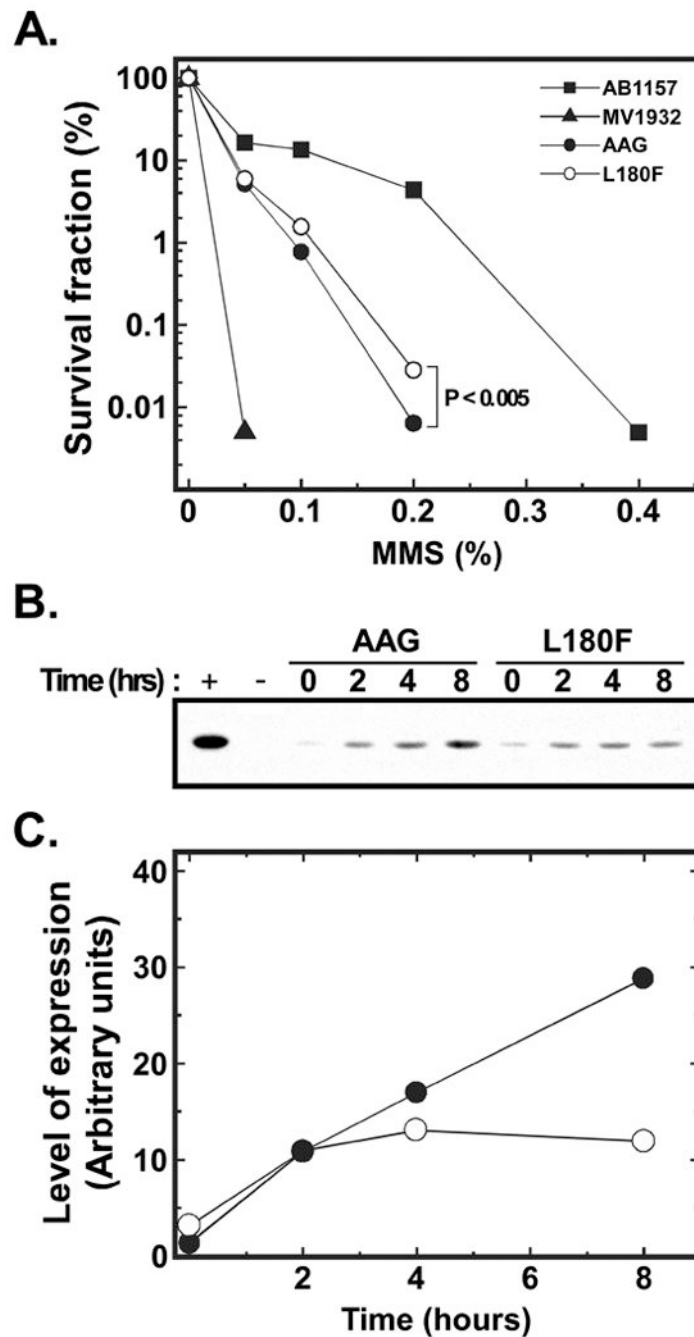 A.
100
10
1
0.1
0.01
Survival fraction (%)
AB1157
MV1932
AAG
L180F
P < 0.005
0 0.1 0.2 0.3 0.4
MMS (%)
B.
AAG L180F
Time (hrs) : + - 0 2 4 8 0 2 4 8
C.
40
30
20
10
0
Level of expression
(Arbitrary units)
2 4 6 8
Time (hours)